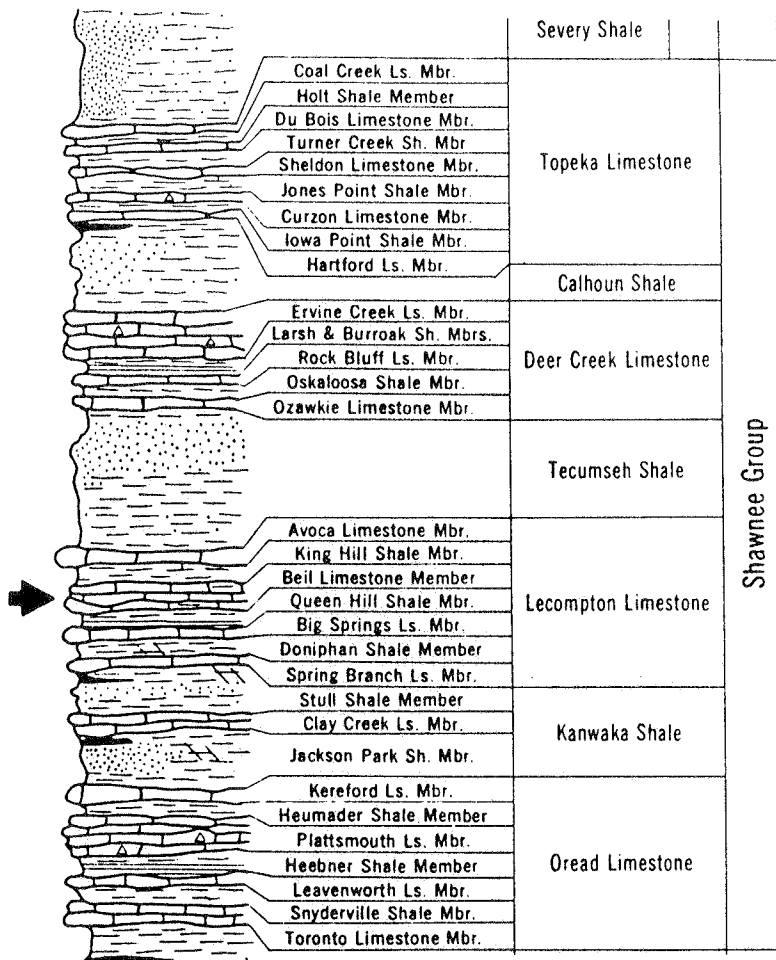 Severy Shale
Coal Creek Ls. Mbr.
Holt Shale Member
Du Bois Limestone Mbr.
Turner Creek Sh. Mbr
Sheldon Limestone Mbr.
Jones Point Shale Mbr.
Curzon Limestone Mbr.
Iowa Point Shale Mbr.
Hartford Ls. Mbr.
Topeka Limestone
Calhoun Shale
Ervine Creek Ls. Mbr.
Larsh & Burroak Sh. Mbrs.
Rock Bluff Ls. Mbr.
Oskaloosa Shale Mbr.
Ozawkie Limestone Mbr.
Deer Creek Limestone
Tecumseh Shale
Avoca Limestone Mbr.
King Hill Shale Mbr.
Beil Limestone Member
Queen Hill Shale Mbr.
Big Springs Ls. Mbr.
Doniphan Shale Member
Spring Branch Ls. Mbr.
Lecompton Limestone
Stull Shale Member
Clay Creek Ls. Mbr.
Jackson Park Sh. Mbr.
Kanwaka Shale
Kereford Ls. Mbr.
Heumader Shale Member
Plattsmouth Ls. Mbr.
Heebner Shale Member
Leavenworth Ls. Mbr.
Snyderville Shale Mbr.
Toronto Limestone Mbr.
Oread Limestone
Shawnee Group